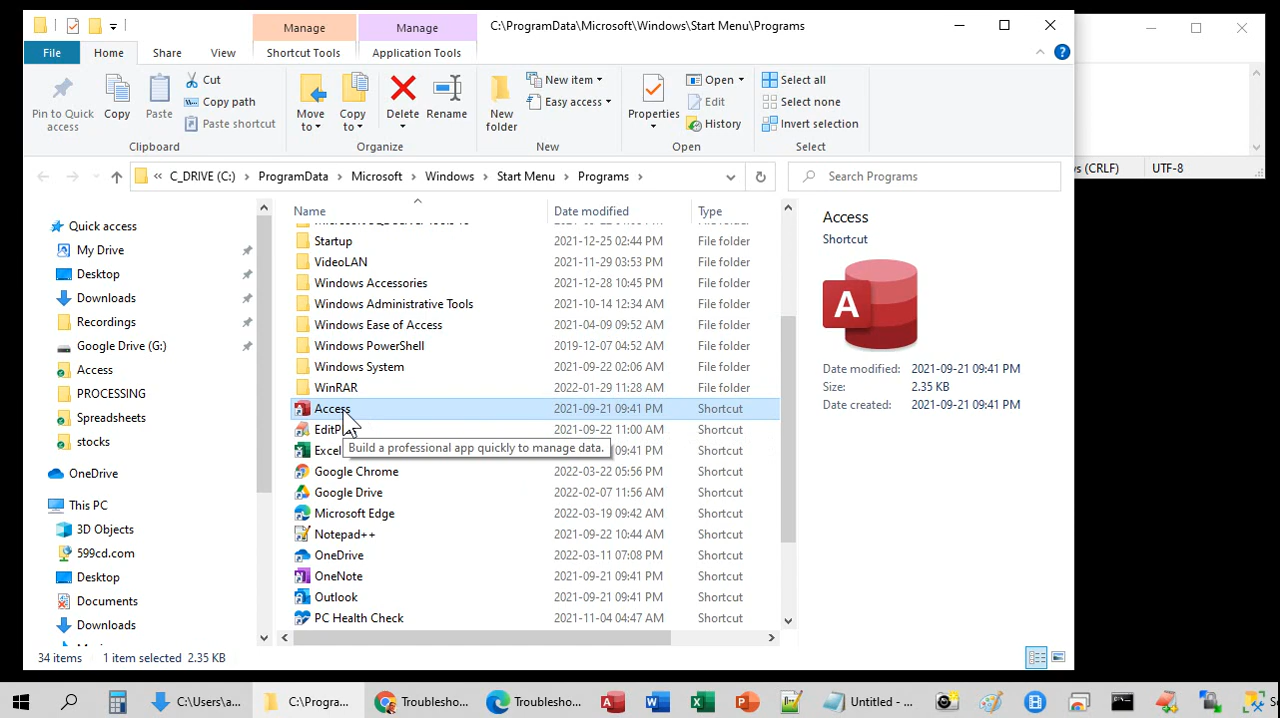 Manage
Manage
C:\ProgramData\Microsoft\Windows\Start Menu\Programs
File
Home
Share
View
Shortcut Tools
Application Tools
Pin to Quick access
Copy
Paste
Cut
Copy path
Paste shortcut
Clipboard
Move to
Copy to
Delete
Rename
Organize
New folder
New item
Easy access
New
Properties
Open
Edit
History
Open
Select all
Select none
Invert selection
Select
« C_DRIVE (C:) > ProgramData > Microsoft > Windows > Start Menu > Programs >
Search Programs
s (CRLF)
UTF-8
Quick access
My Drive
Desktop
Downloads
Recordings
Google Drive (G:)
Access
PROCESSING
Spreadsheets
stocks
OneDrive
This PC
3D Objects
599cd.com
Desktop
Documents
Downloads
Name
Date modified
Type
Startup 2021-12-25 02:44 PM File folder
VideoLAN 2021-11-29 03:53 PM File folder
Windows Accessories 2021-12-28 10:45 PM File folder
Windows Administrative Tools 2021-10-14 12:34 AM File folder
Windows Ease of Access 2021-04-09 09:52 AM File folder
Windows PowerShell 2019-12-07 04:52 AM File folder
Windows System 2021-09-22 02:06 AM File folder
WinRAR 2022-01-29 11:28 AM File folder
Access 2021-09-21 09:41 PM Shortcut
EditP 2021-09-22 11:00 AM Shortcut
Build a professional app quickly to manage data.
Excel 09:41 PM Shortcut
Google Chrome 2022-03-22 05:56 PM Shortcut
Google Drive 2022-02-07 11:56 AM Shortcut
Microsoft Edge 2022-03-19 09:42 AM Shortcut
Notepad++ 2021-09-22 10:44 AM Shortcut
OneDrive 2022-03-11 07:08 PM Shortcut
OneNote 2021-09-21 09:41 PM Shortcut
Outlook 2021-09-21 09:41 PM Shortcut
PC Health Check 2021-11-04 04:47 AM Shortcut
Access
Shortcut
A
Date modified: 2021-09-21 09:41 PM
Size: 2.35 KB
Date created: 2021-09-21 09:41 PM
34 items
1 item selected 2.35 KB
C:\Users\a...
C:\Progra...
Troublesho...
Troublesho...
Untitled - ...